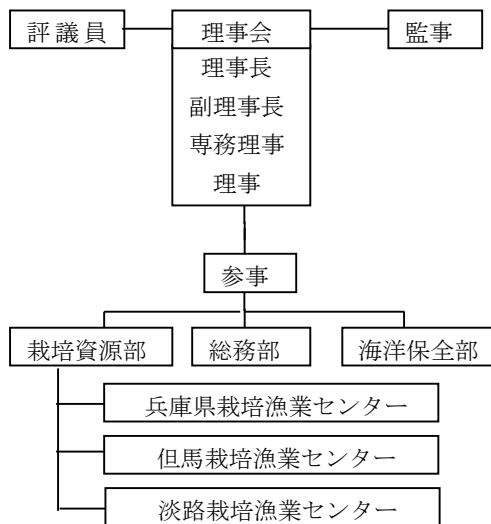 評議員
理事会
監事
理事長
副理事長
専務理事
理事
参事
栽培資源部
総務部
海洋保全部
兵庫県栽培漁業センター
但馬栽培漁業センター
淡路栽培漁業センター